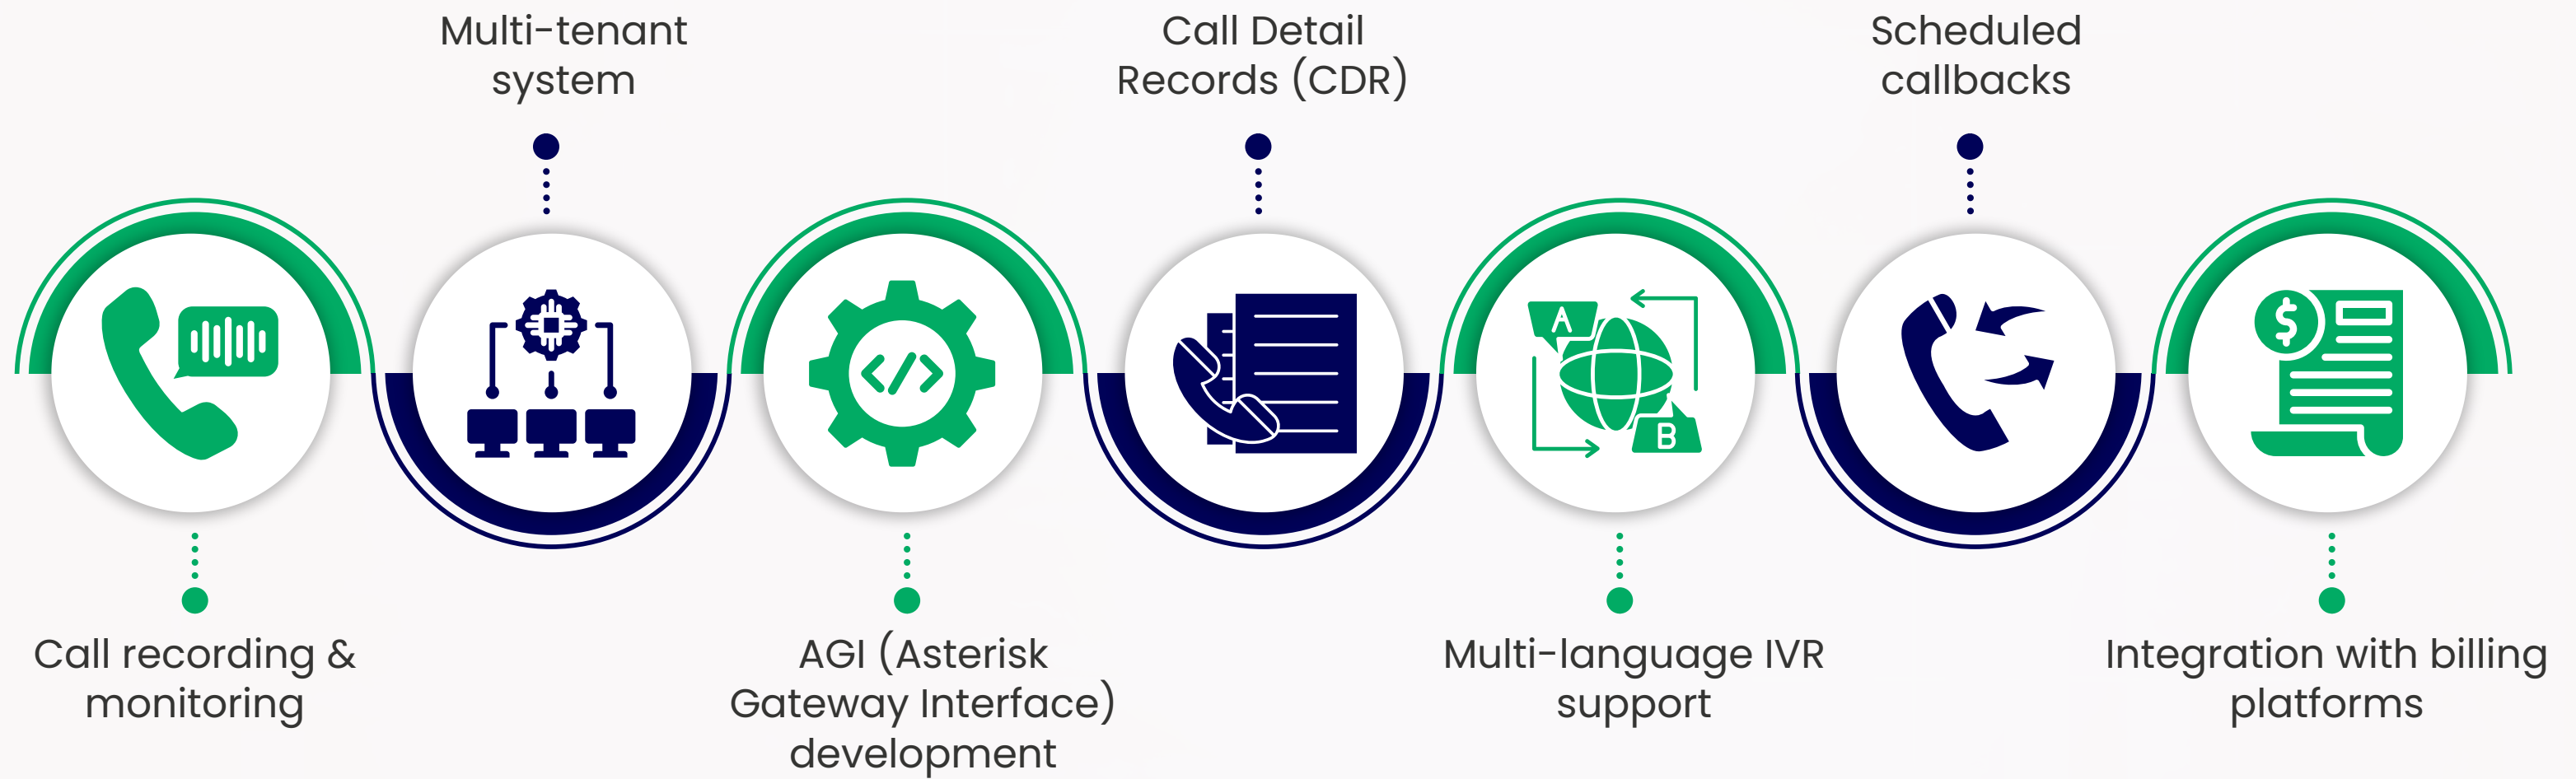 Multi-tenant
system
Call Detail
Records (CDR)
Scheduled
callbacks
A
B
$
</>
Call recording &
monitoring
AGI (Asterisk
Gateway Interface)
development
Multi-language IVR
support
Integration with billing
platforms